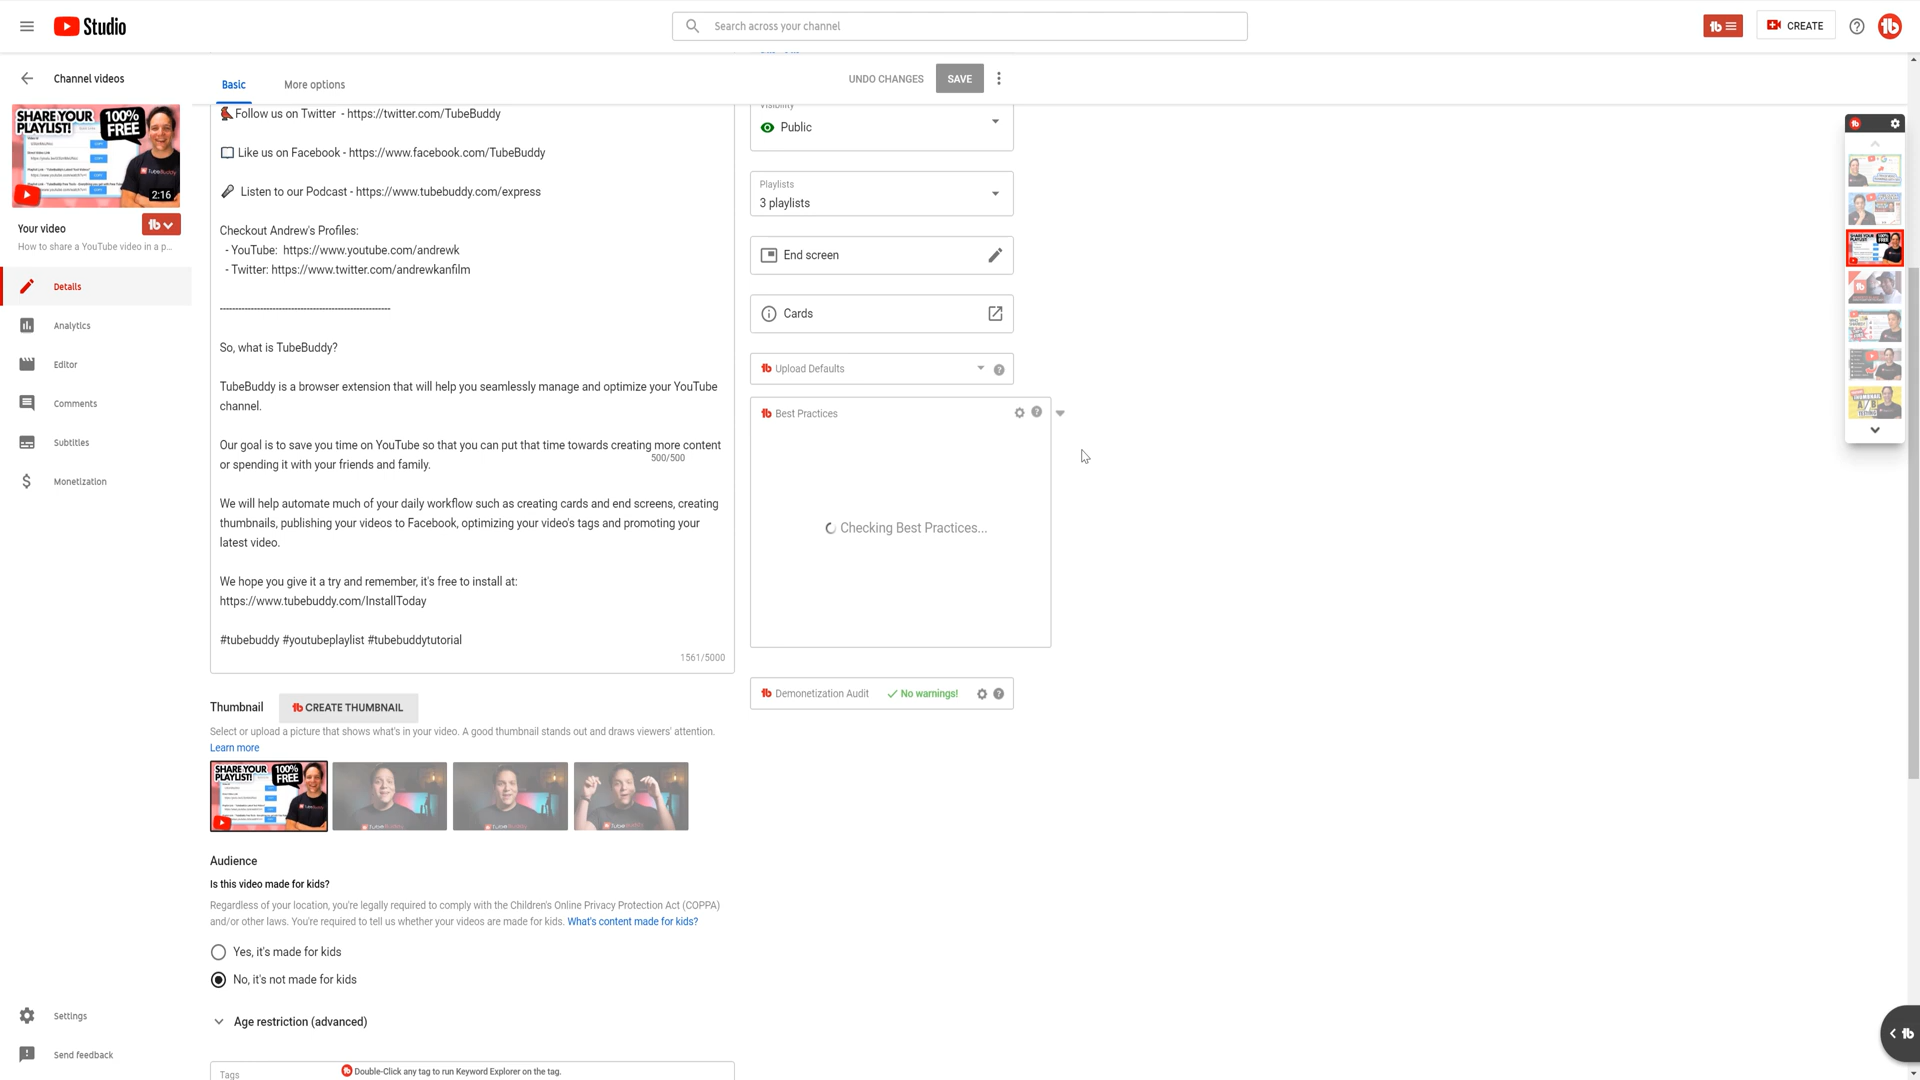 Studio
Search across your channel
CREATE
Channel videos
Basic
More options
UNDO CHANGES
SAVE
SHARE YOUR
PLAYLIST!
100%
FREE
2:16
Your video
How to share a YouTube video in a p...
Details
Analytics
Editor
Comments
Subtitles
Monetization
Settings
Send feedback
Follow us on Twitter - https://twitter.com/TubeBuddy
Like us on Facebook - https://www.facebook.com/TubeBuddy
Listen to our Podcast - https://www.tubebuddy.com/express
Checkout Andrew's Profiles:
- YouTube: https://www.youtube.com/andrewk
- Twitter: https://www.twitter.com/andrewkanfilm
--------------------------------------------------------
So, what is TubeBuddy?
TubeBuddy is a browser extension that will help you seamlessly manage and optimize your YouTube
channel.
Our goal is to save you time on YouTube so that you can put that time towards creating more content
or spending it with your friends and family.
500/500
We will help automate much of your daily workflow such as creating cards and end screens, creating
thumbnails, publishing your videos to Facebook, optimizing your video's tags and promoting your
latest video.
We hope you give it a try and remember, it's free to install at:
https://www.tubebuddy.com/InstallToday
#tubebuddy #youtubeplaylist #tubebuddytutorial
1561/5000
Visibility
Public
Playlists
3 playlists
End screen
Cards
Upload Defaults
Best Practices
Checking Best Practices...
Demonetization Audit
No warnings!
Thumbnail
CREATE THUMBNAIL
Select or upload a picture that shows what's in your video. A good thumbnail stands out and draws viewers' attention.
Learn more
SHARE YOUR
PLAYLIST!
100%
FREE
Audience
Is this video made for kids?
Regardless of your location, you're legally required to comply with the Children's Online Privacy Protection Act (COPPA)
and/or other laws. You're required to tell us whether your videos are made for kids. What's content made for kids?
Yes, it's made for kids
No, it's not made for kids
Age restriction (advanced)
Tags
Double-Click any tag to run Keyword Explorer on the tag.